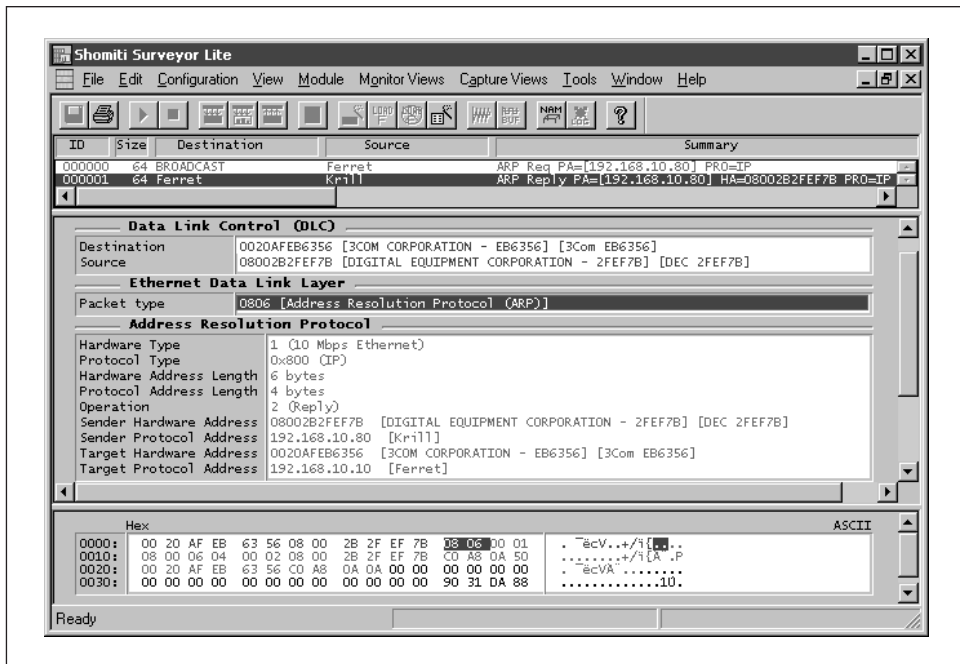 Shomiti Surveyor Lite
File Edit Configuration View Module Monitor Views Capture Views Tools Window Help
ID Size Destination Source Summary
000000 64 BROADCAST Ferret ARP Req PA=[192.168.10.80] PRO=IP
000001 64 Ferret Krill ARP Reply PA=[192.168.10.80] HA=08002B2FEF7B PRO=IP
Data Link Control (DLC)
Destination 0020AFEB6356 [3COM CORPORATION - EB6356] [3Com EB6356]
Source 08002B2FEF7B [DIGITAL EQUIPMENT CORPORATION - 2FEF7B] [DEC 2FEF7B]
Ethernet Data Link Layer
Packet type 0806 [Address Resolution Protocol (ARP)]
Address Resolution Protocol
Hardware Type 1 (10 Mbps Ethernet)
Protocol Type 0x800 (IP)
Hardware Address Length 6 bytes
Protocol Address Length 4 bytes
Operation 2 (Reply)
Sender Hardware Address 08002B2FEF7B [DIGITAL EQUIPMENT CORPORATION - 2FEF7B] [DEC 2FEF7B]
Sender Protocol Address 192.168.10.80 [Krill]
Target Hardware Address 0020AFEB6356 [3COM CORPORATION - EB6356] [3Com EB6356]
Target Protocol Address 192.168.10.10 [Ferret]
Hex ASCII
0000: 00 20 AF EB 63 56 08 00 2B 2F EF 7B 08 06 00 01 . ¯ëcV..+/ï{....
0010: 08 00 06 04 00 02 08 00 2B 2F EF 7B C0 A8 0A 50 ........+/ï{À¨.P
0020: 00 20 AF EB 63 56 C0 A8 0A 0A 00 00 00 00 00 00 . ¯ëcVÀ¨........
0030: 00 00 00 00 00 00 00 00 00 00 00 00 90 31 DA 88 .............1Ú.
Ready